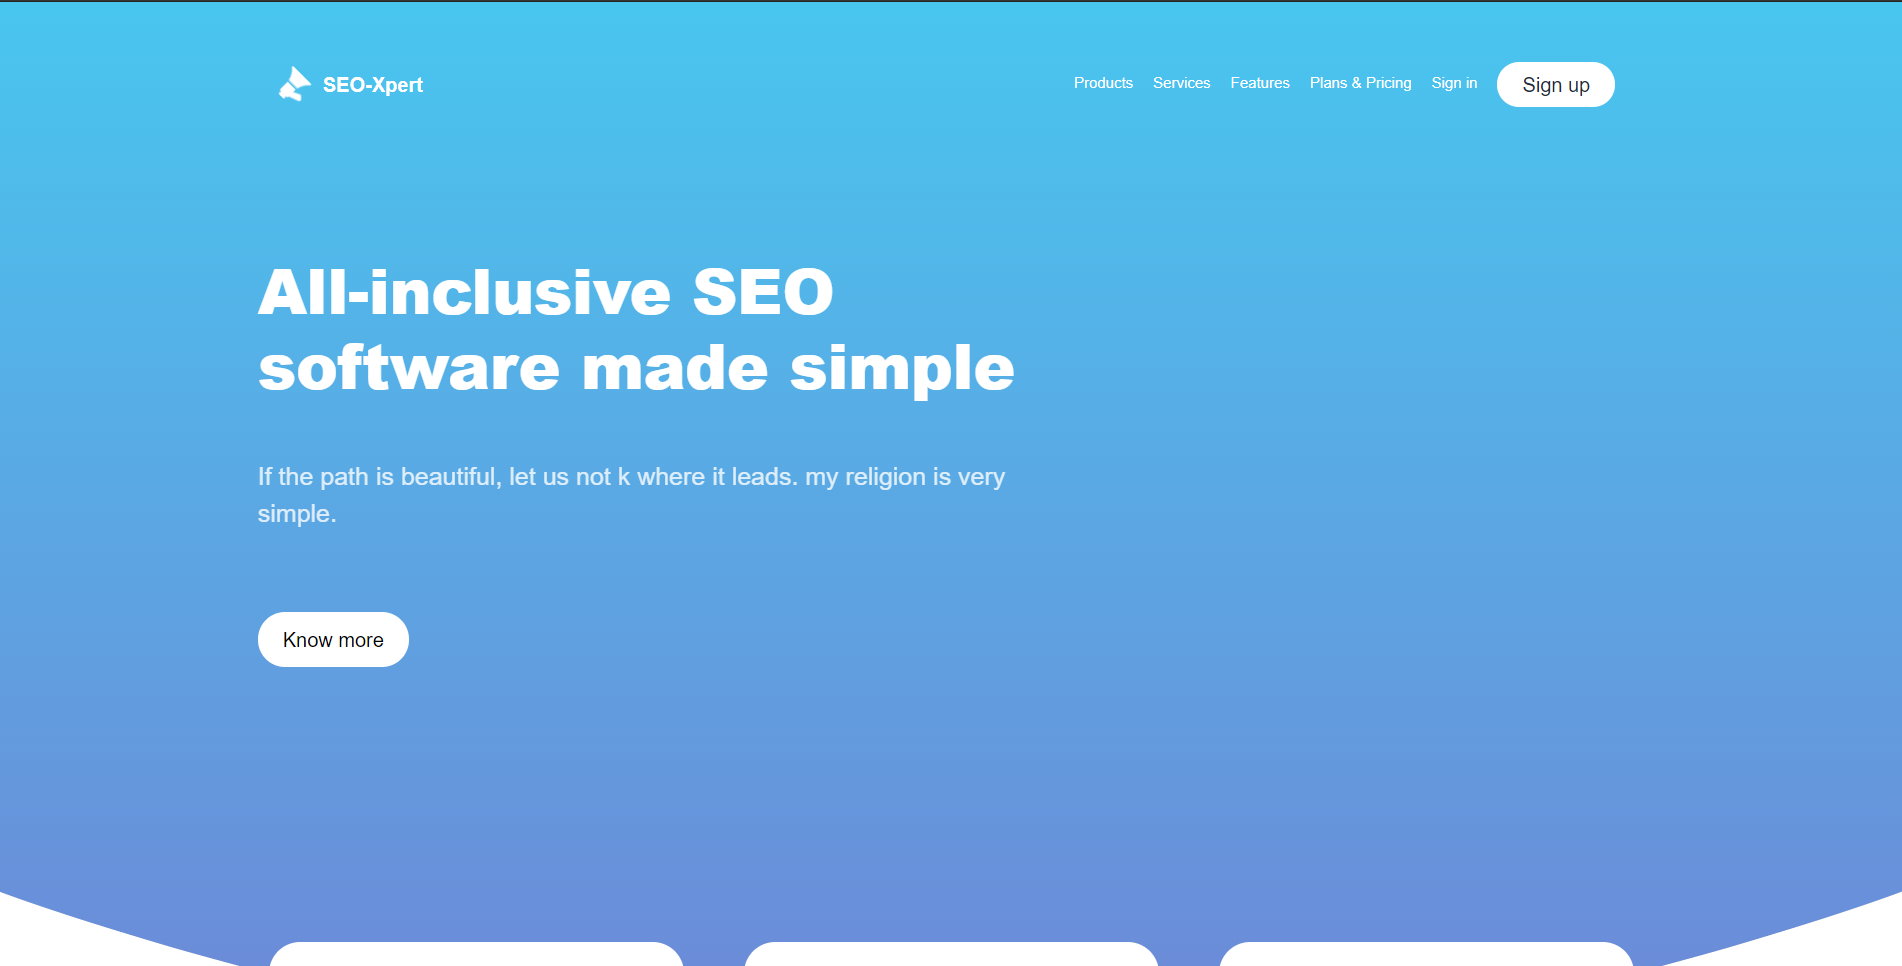 SEO-Xpert
Products Services Features Plans & Pricing Sign in Sign up
All-inclusive SEO
software made simple
If the path is beautiful, let us not k where it leads. my religion is very
simple.
Know more